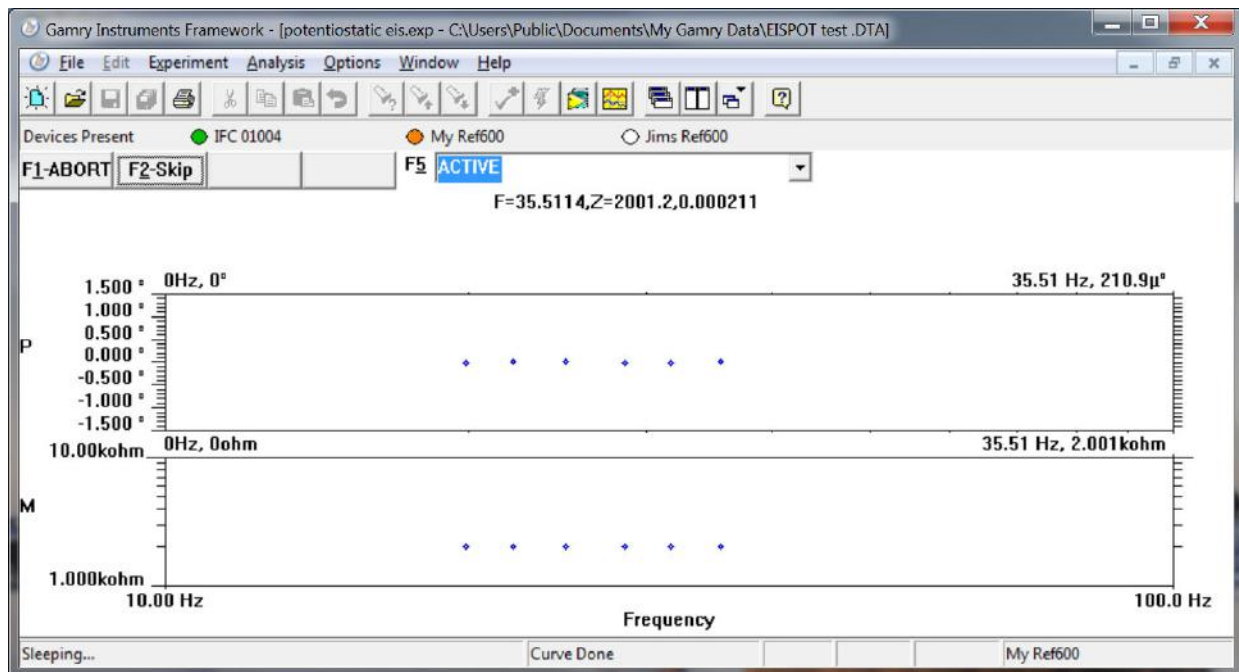 Gamry Instruments Framework - [potentiostatic eis.exp - C:\Users\Public\Documents\My Gamry Data\EISPOT test .DTA]
File Edit Experiment Analysis Options Window Help
Devices Present IFC 01004 My Ref600 Jims Ref600
F1-ABORT F2-Skip F5 ACTIVE
F=35.5114,Z=2001.2,0.000211
0Hz, 0° 35.51 Hz, 210.9µ°
1.500 °
1.000 °
0.500 °
P 0.000 °
-0.500 °
-1.000 °
-1.500 °
0Hz, 0ohm 35.51 Hz, 2.001kohm
10.00kohm
M
1.000kohm
10.00 Hz 100.0 Hz
Frequency
Sleeping... Curve Done My Ref600